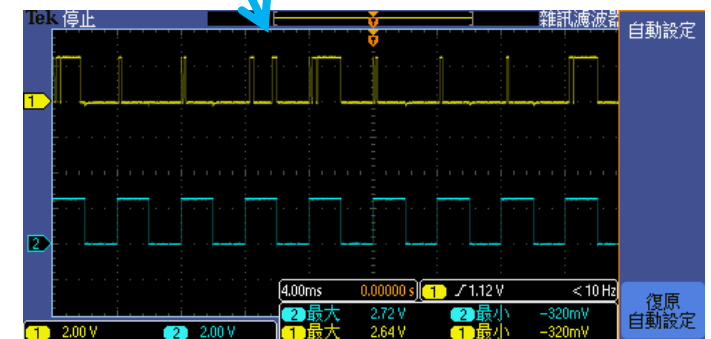 Tek 停止
雜訊濾波器
自動設定
1
2
4.00ms 0.00000 s
1 1.12 V < 10 Hz
2 最大 2.72 V 2 最小 -320mV
1 最大 2.64 V 1 最小 -320mV
1 2.00 V 2 2.00 V
復原
自動設定